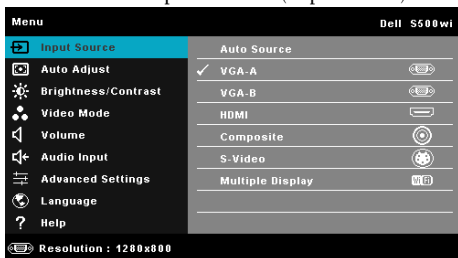 Menu
Dell S500wi
Input Source
Auto Adjust
Brightness/Contrast
Video Mode
Volume
Audio Input
Advanced Settings
Language
? Help
Auto Source
VGA-A
VGA-B
HDMI
Composite
S-Video
Multiple Display
WiFi
Resolution : 1280x800